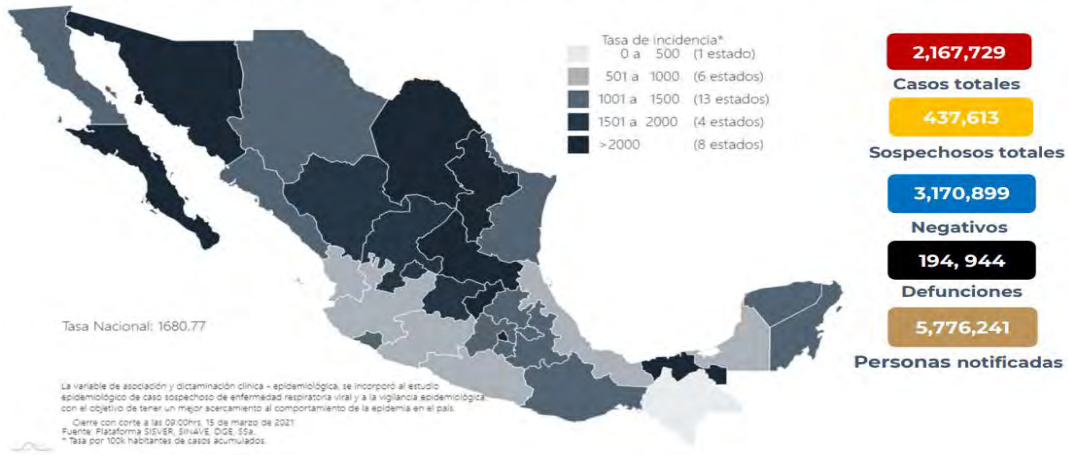 Tasa de incidencia*
0 a 500 (1 estado)
501 a 1000 (6 estados)
1001 a 1500 (13 estados)
1501 a 2000 (4 estados)
>2000 (8 estados)
2,167,729
Casos totales
437,613
Sospechosos totales
3,170,899
Negativos
194, 944
Defunciones
5,776,241
Personas notificadas
Tasa Nacional: 1680.77
La variable de asociación y dictaminación clínica - epidemiológica, se incorporó al estudio
epidemiológico de caso sospechoso de enfermedad respiratoria viral y a la vigilancia epidemiológica,
con el objetivo de tener un mejor acercamiento al comportamiento de la epidemia en el país.
Cierre con corte a las 09:00hrs, 15 de marzo de 2021
Fuente: Plataforma SISVER, SINAVE, DGE, SSa.
* Tasa por 100k habitantes de casos acumulados.